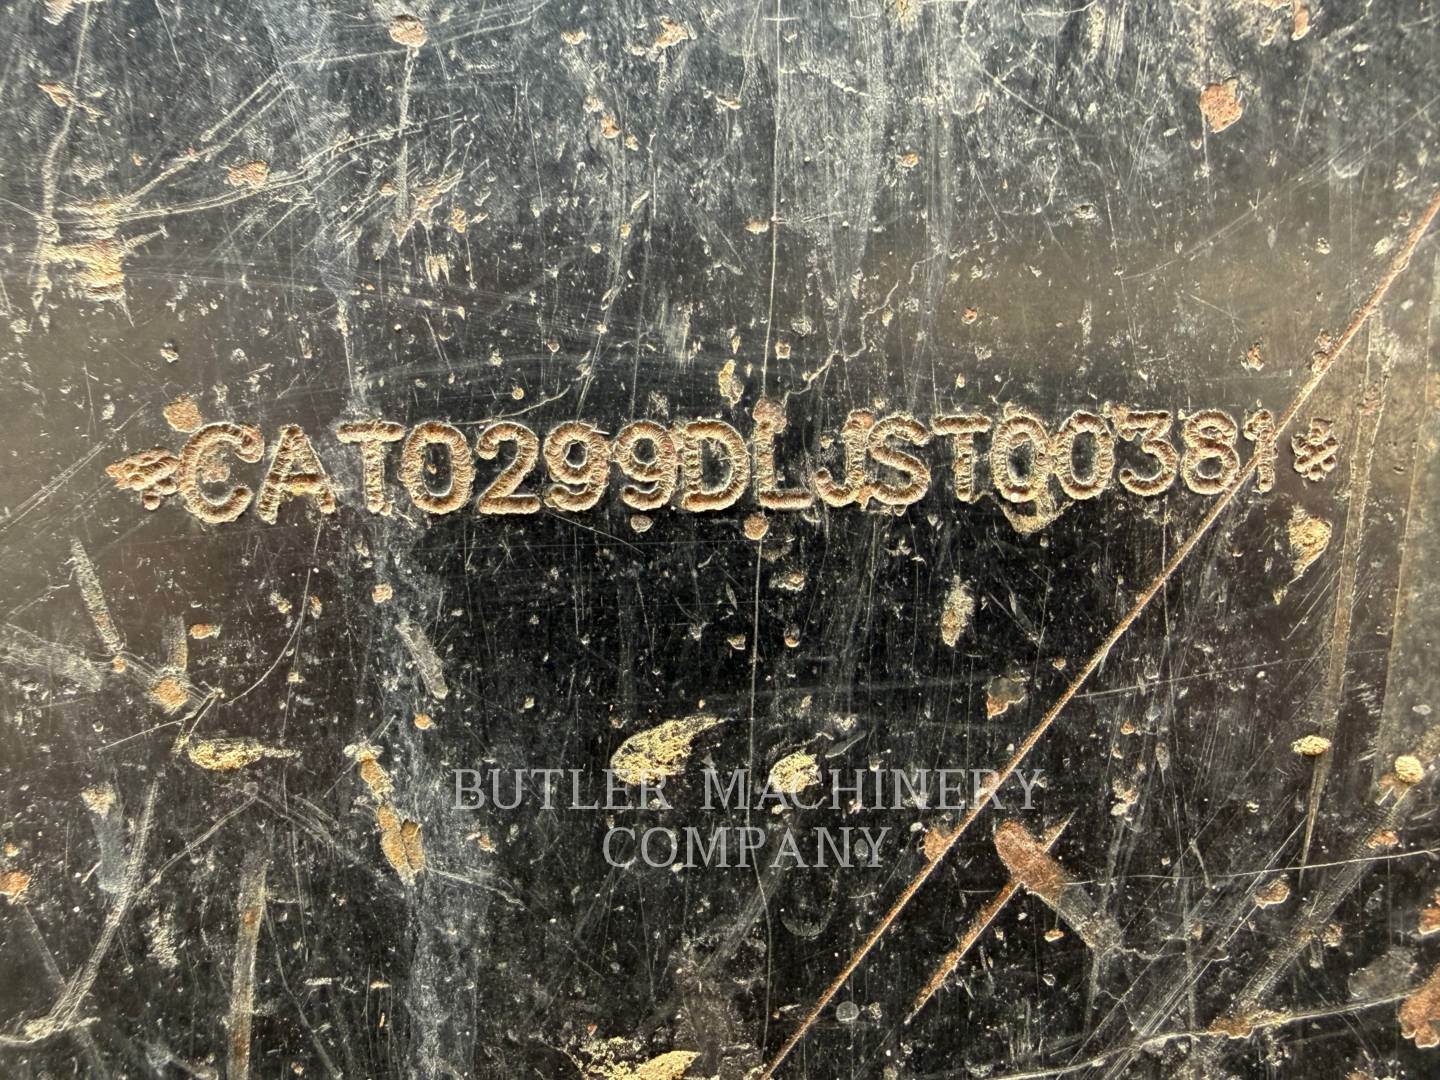 *CAT0299DLJST00381*
BUTLER MACHINERY
COMPANY